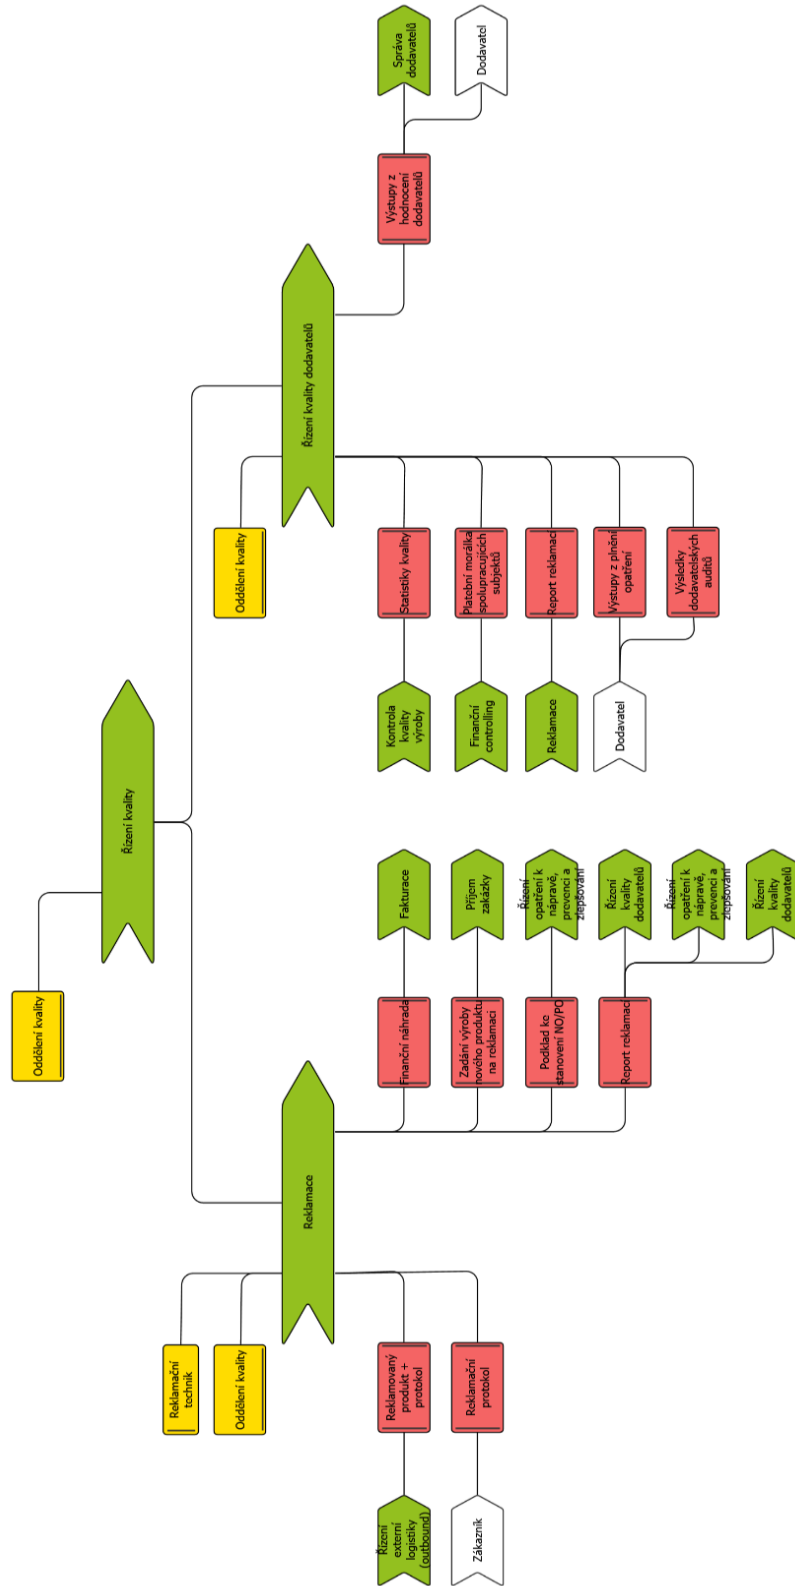 Oddělení kvality
Řízení kvality
Reklamační
technik
Oddělení kvality
Reklamace
Oddělení kvality
Řízení kvality dodavatelů
Řízení
externí
logistiky
(outbound)
Reklamovaný
produkt +
protokol
Zákazník
Reklamační
protokol
Finanční náhrada
Fakturace
Zadání výroby
nového produktu
na reklamaci
Příjem
zakázky
Podklad ke
stanovení NO/PO
Řízení
opatření k
nápravě,
prevenci a
zlepšování
Report reklamací
Řízení
kvality
dodavatelů
Řízení
opatření k
nápravě,
prevenci a
zlepšování
Řízení
kvality
dodavatelů
Kontrola
kvality
výroby
Statistiky kvality
Finanční
controlling
Platební morálka
spolupracujících
subjektů
Reklamace
Report reklamací
Dodavatel
Výstupy z plnění
opatření
Výsledky
dodavatelských
auditů
Výstupy z
hodnocení
dodavatelů
Správa
dodavatelů
Dodavatel